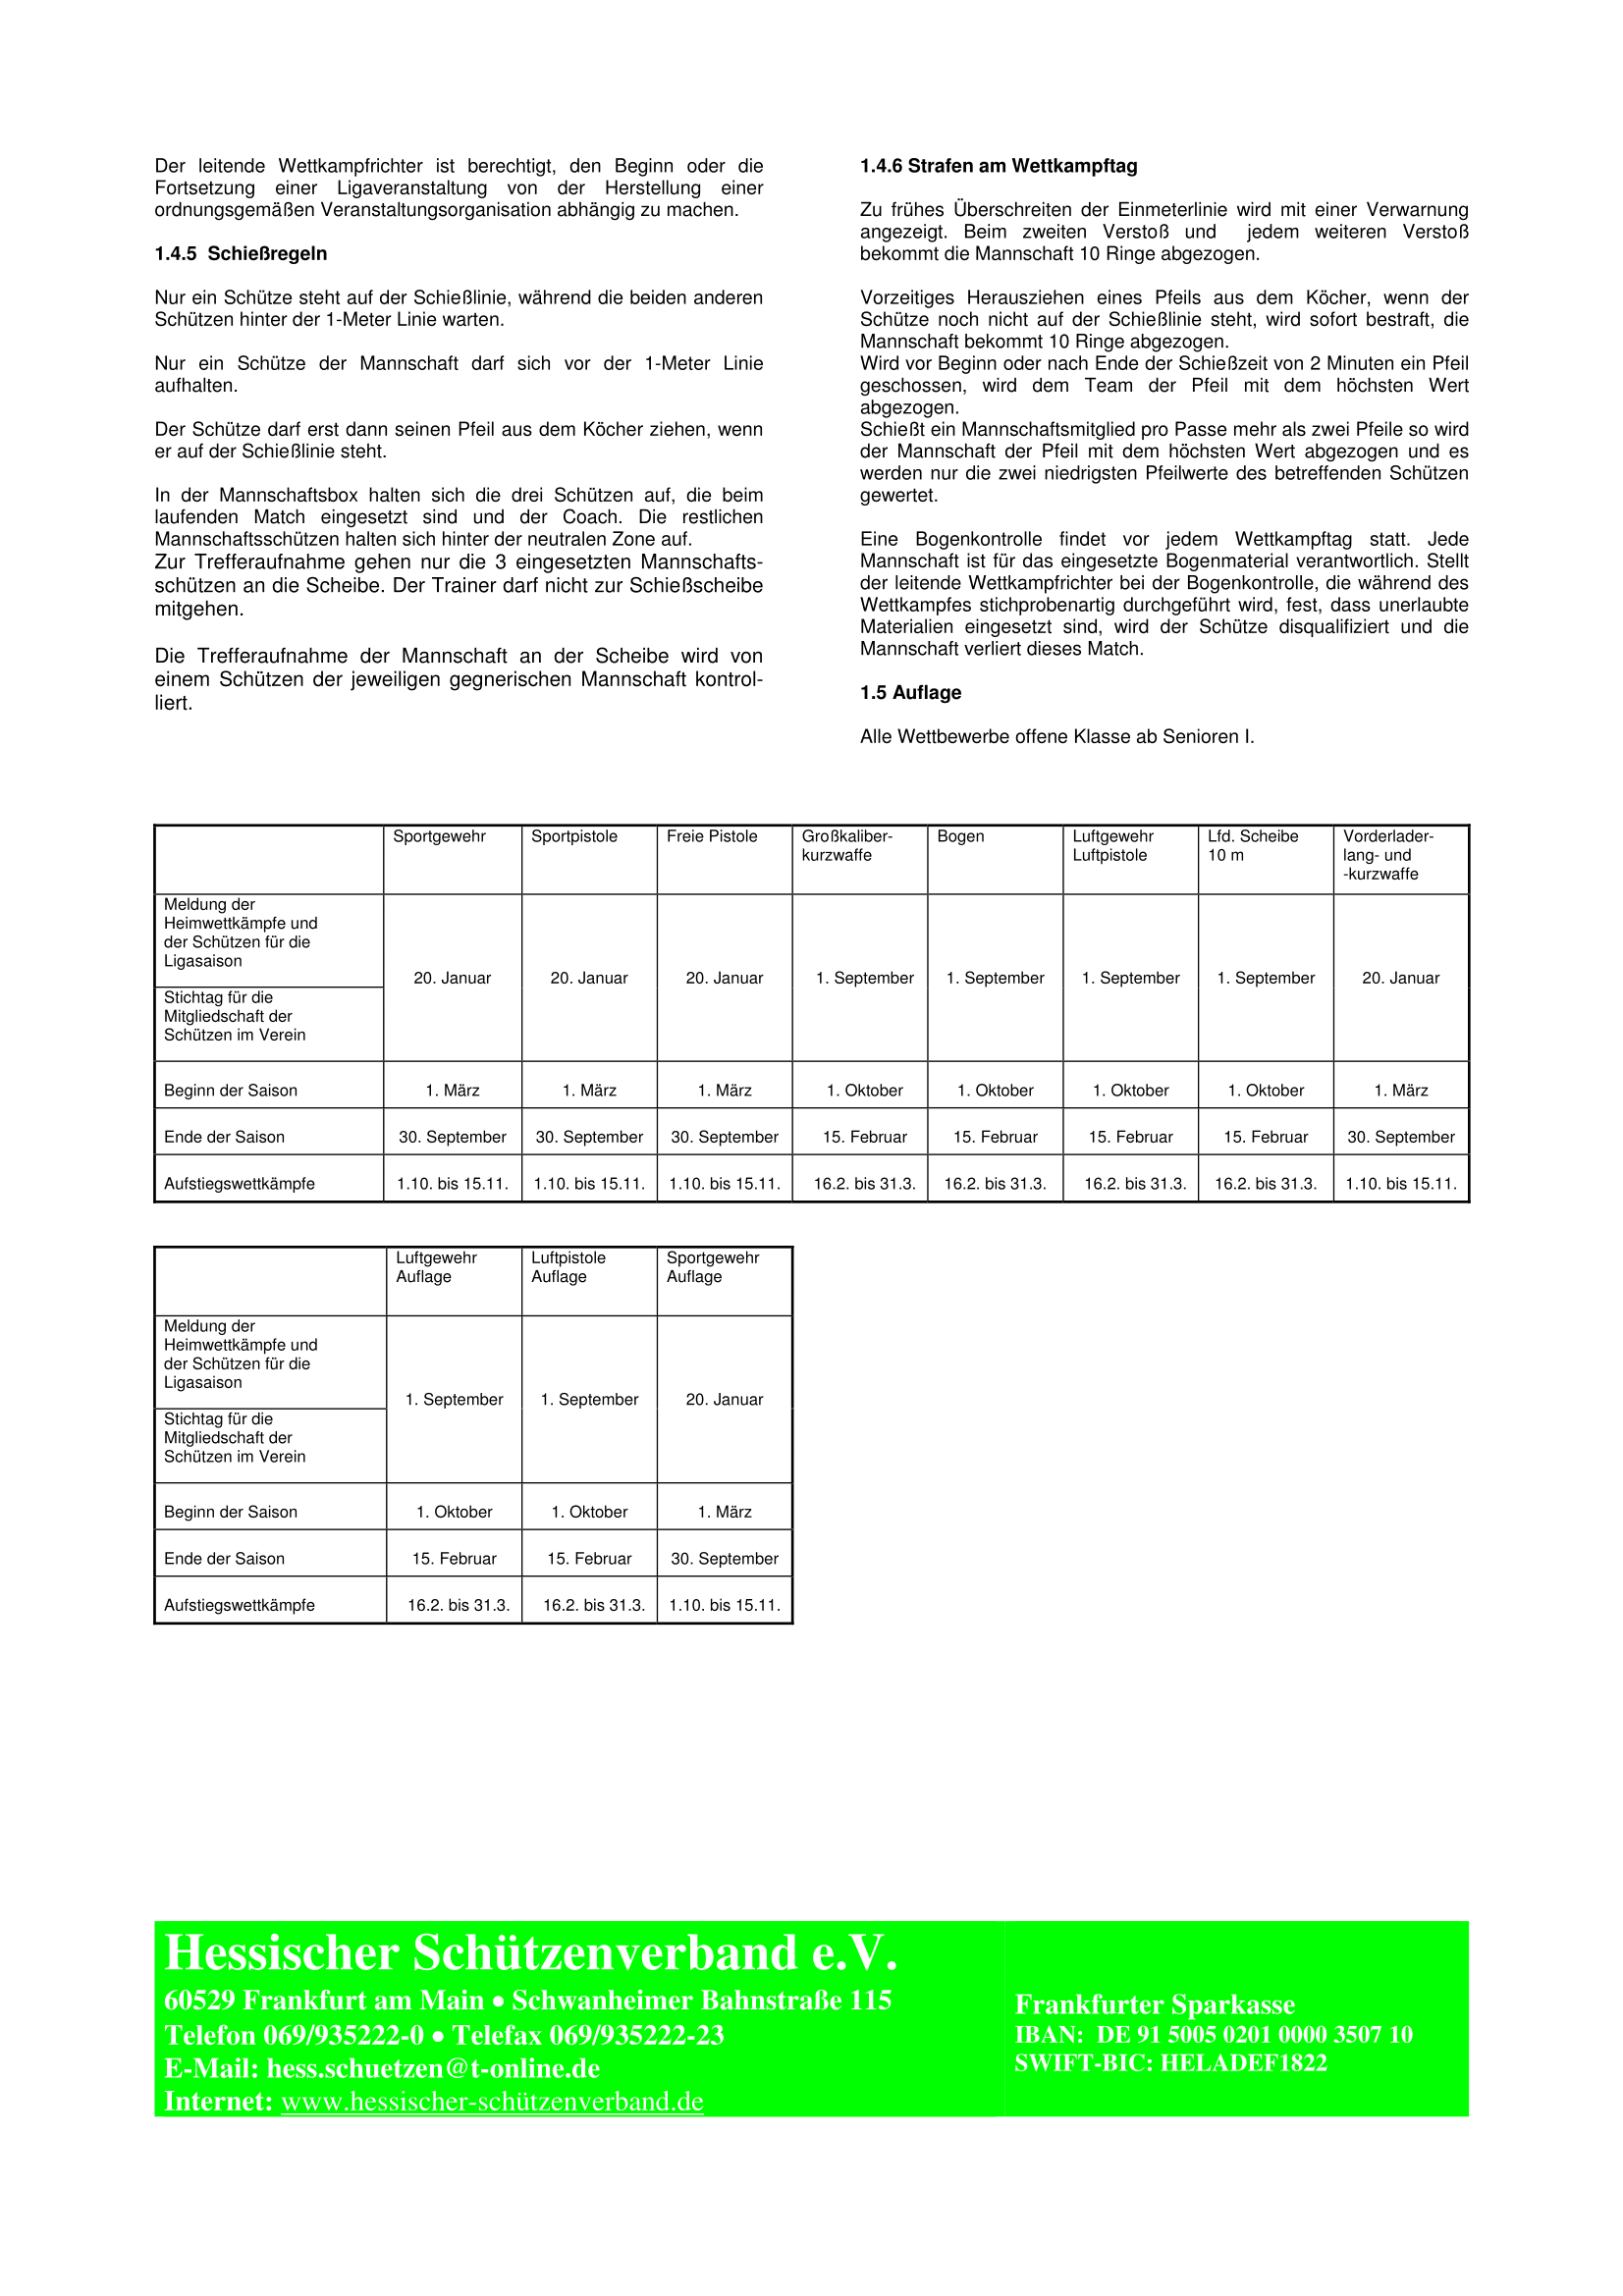 Der leitende Wettkampfrichter ist berechtigt, den Beginn oder die
Fortsetzung einer Ligaveranstaltung von der Herstellung einer
ordnungsgemäßen Veranstaltungsorganisation abhängig zu machen.
1.4.5 Schießregeln
Nur ein Schütze steht auf der Schießlinie, während die beiden anderen
Schützen hinter der 1-Meter Linie warten.
Nur ein Schütze der Mannschaft darf sich vor der 1-Meter Linie
aufhalten.
Der Schütze darf erst dann seinen Pfeil aus dem Köcher ziehen, wenn
er auf der Schießlinie steht.
In der Mannschaftsbox halten sich die drei Schützen auf, die beim
laufenden Match eingesetzt sind und der Coach. Die restlichen
Mannschaftsschützen halten sich hinter der neutralen Zone auf.
Zur Trefferaufnahme gehen nur die 3 eingesetzten Mannschafts-
schützen an die Scheibe. Der Trainer darf nicht zur Schießscheibe
mitgehen.
Die Trefferaufnahme der Mannschaft an der Scheibe wird von
einem Schützen der jeweiligen gegnerischen Mannschaft kontrol-
liert.
1.4.6 Strafen am Wettkampftag
Zu frühes Überschreiten der Einmeterlinie wird mit einer Verwarnung
angezeigt. Beim zweiten Verstoß und jedem weiteren Verstoß
bekommt die Mannschaft 10 Ringe abgezogen.
Vorzeitiges Herausziehen eines Pfeils aus dem Köcher, wenn der
Schütze noch nicht auf der Schießlinie steht, wird sofort bestraft, die
Mannschaft bekommt 10 Ringe abgezogen.
Wird vor Beginn oder nach Ende der Schießzeit von 2 Minuten ein Pfeil
geschossen, wird dem Team der Pfeil mit dem höchsten Wert
abgezogen.
Schießt ein Mannschaftsmitglied pro Passe mehr als zwei Pfeile so wird
der Mannschaft der Pfeil mit dem höchsten Wert abgezogen und es
werden nur die zwei niedrigsten Pfeilwerte des betreffenden Schützen
gewertet.
Eine Bogenkontrolle findet vor jedem Wettkampftag statt. Jede
Mannschaft ist für das eingesetzte Bogenmaterial verantwortlich. Stellt
der leitende Wettkampfrichter bei der Bogenkontrolle, die während des
Wettkampfes stichprobenartig durchgeführt wird, fest, dass unerlaubte
Materialien eingesetzt sind, wird der Schütze disqualifiziert und die
Mannschaft verliert dieses Match.
1.5 Auflage
Alle Wettbewerbe offene Klasse ab Senioren I.
Sportgewehr Sportpistole Freie Pistole Großkaliber- Bogen Luftgewehr Lfd. Scheibe Vorderlader-
kurzwaffe Luftpistole 10 m lang- und
-kurzwaffe
Meldung der
Heimwettkämpfe und
der Schützen für die
Ligasaison
20. Januar 20. Januar 20. Januar 1. September 1. September 1. September 1. September 20. Januar
Stichtag für die
Mitgliedschaft der
Schützen im Verein
Beginn der Saison 1. März 1. März 1. März 1. Oktober 1. Oktober 1. Oktober 1. Oktober 1. März
Ende der Saison 30. September 30. September 30. September 15. Februar 15. Februar 15. Februar 15. Februar 30. September
Aufstiegswettkämpfe 1.10. bis 15.11. 1.10. bis 15.11. 1.10. bis 15.11. 16.2. bis 31.3. 16.2. bis 31.3. 16.2. bis 31.3. 16.2. bis 31.3. 1.10. bis 15.11.
Luftgewehr Luftpistole Sportgewehr
Auflage Auflage Auflage
Meldung der
Heimwettkämpfe und
der Schützen für die
Ligasaison
1. September 1. September 20. Januar
Stichtag für die
Mitgliedschaft der
Schützen im Verein
Beginn der Saison 1. Oktober 1. Oktober 1. März
Ende der Saison 15. Februar 15. Februar 30. September
Aufstiegswettkämpfe 16.2. bis 31.3. 16.2. bis 31.3. 1.10. bis 15.11.
Hessischer Schützenverband e.V.
60529 Frankfurt am Main • Schwanheimer Bahnstraße 115
Telefon 069/935222-0 • Telefax 069/935222-23
E-Mail: hess.schuetzen@t-online.de
Internet: www.hessischer-schützenverband.de
Frankfurter Sparkasse
IBAN: DE 91 5005 0201 0000 3507 10
SWIFT-BIC: HELADEF1822